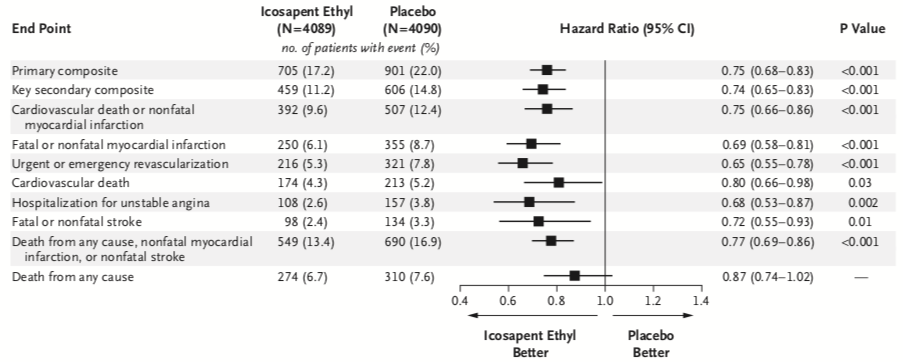 Icosapent Ethyl Placebo
End Point (N=4089) (N=4090) Hazard Ratio (95% CI) P Value
no. of patients with event (%)
Primary composite 705 (17.2) 901 (22.0) 0.75 (0.68–0.83) <0.001
Key secondary composite 459 (11.2) 606 (14.8) 0.74 (0.65–0.83) <0.001
Cardiovascular death or nonfatal 392 (9.6) 507 (12.4) 0.75 (0.66–0.86) <0.001
myocardial infarction
Fatal or nonfatal myocardial infarction 250 (6.1) 355 (8.7) 0.69 (0.58–0.81) <0.001
Urgent or emergency revascularization 216 (5.3) 321 (7.8) 0.65 (0.55–0.78) <0.001
Cardiovascular death 174 (4.3) 213 (5.2) 0.80 (0.66–0.98) 0.03
Hospitalization for unstable angina 108 (2.6) 157 (3.8) 0.68 (0.53–0.87) 0.002
Fatal or nonfatal stroke 98 (2.4) 134 (3.3) 0.72 (0.55–0.93) 0.01
Death from any cause, nonfatal myocardial 549 (13.4) 690 (16.9) 0.77 (0.69–0.86) <0.001
infarction, or nonfatal stroke
Death from any cause 274 (6.7) 310 (7.6) 0.87 (0.74–1.02) —
0.4 0.6 0.8 1.0 1.2 1.4
Icosapent Ethyl Placebo
Better Better